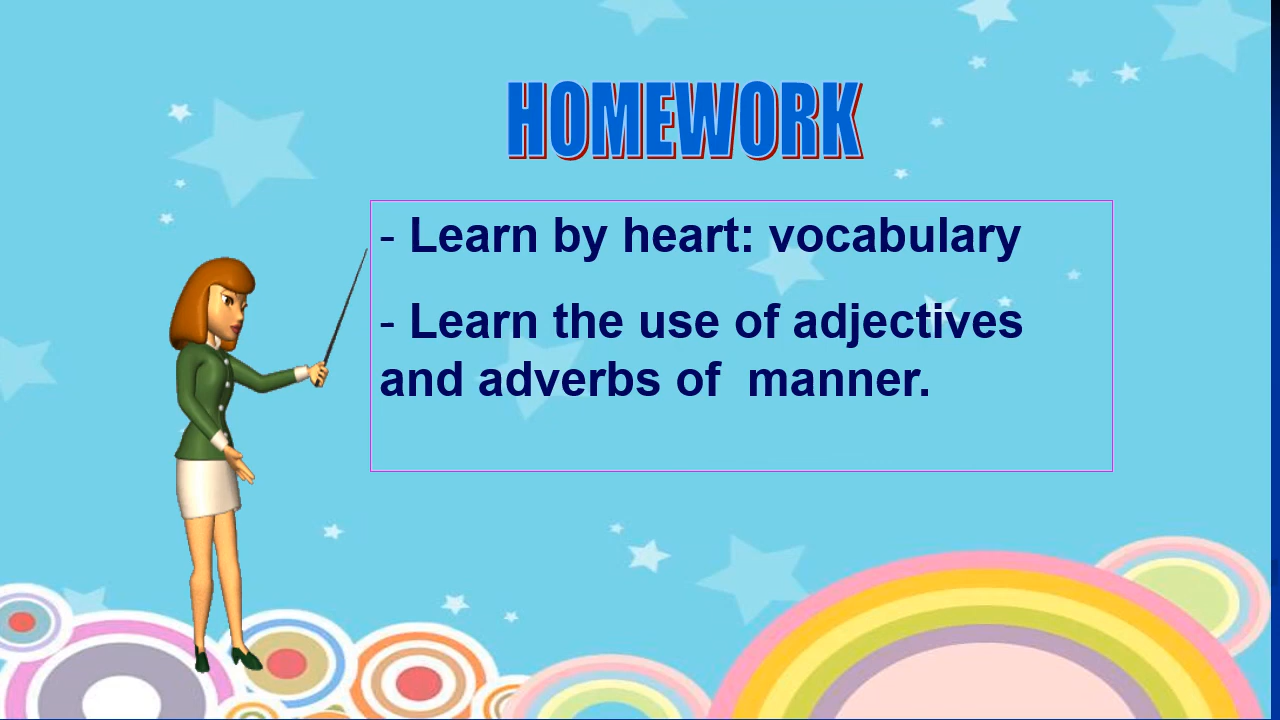 HOMEWORK
- Learn by heart: vocabulary
- Learn the use of adjectives
and adverbs of  manner.